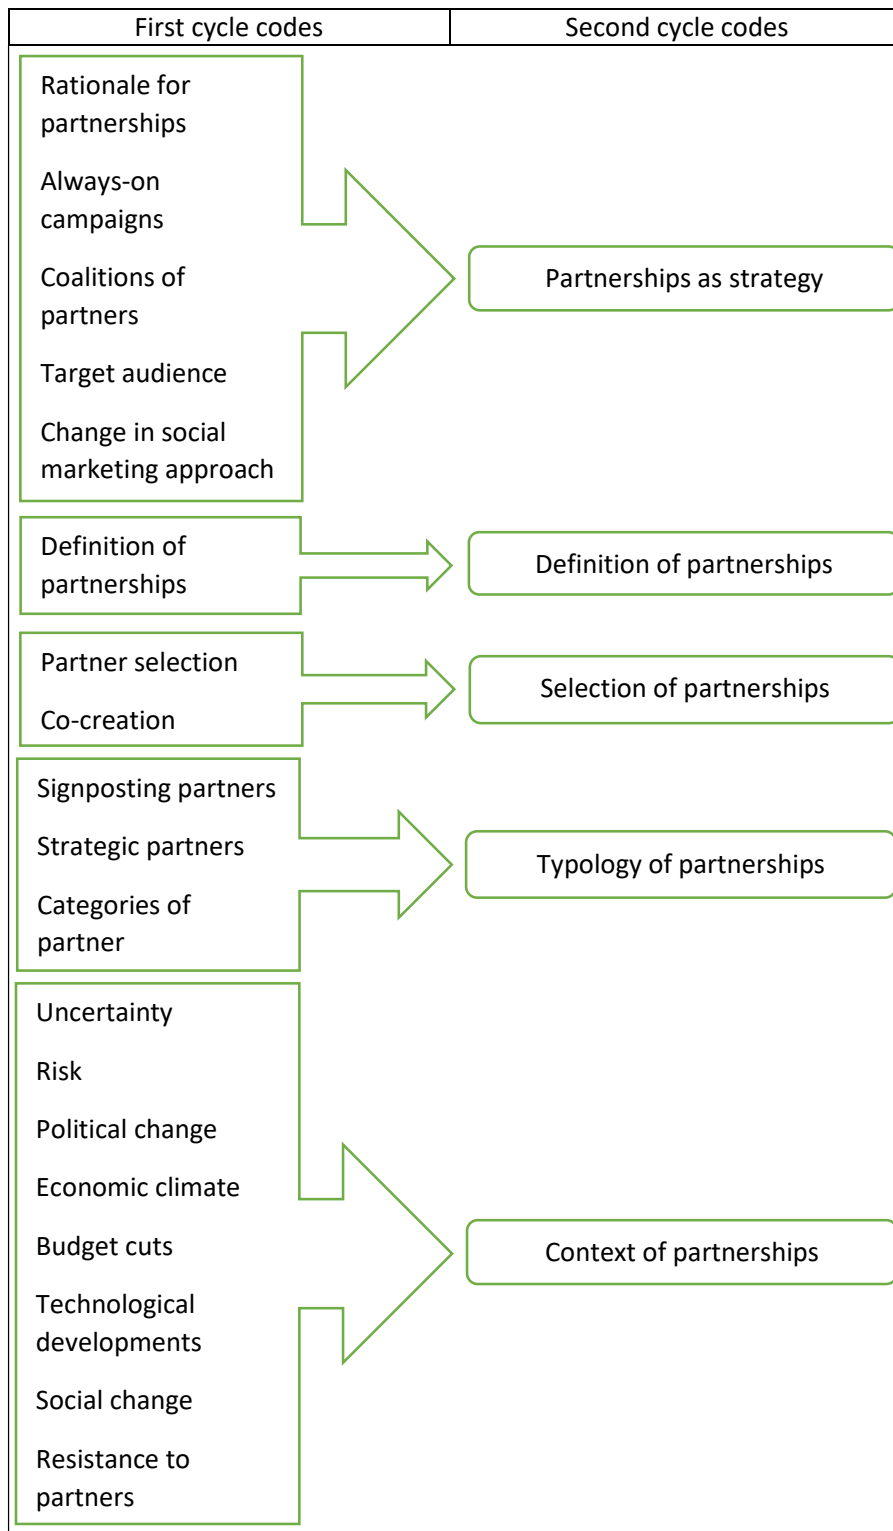 First cycle codes
Second cycle codes
Rationale for
partnerships
Always-on
campaigns
Coalitions of
partners
Target audience
Change in social
marketing approach
Partnerships as strategy
Definition of
partnerships
Definition of partnerships
Partner selection
Co-creation
Selection of partnerships
Signposting partners
Strategic partners
Categories of
partner
Typology of partnerships
Uncertainty
Risk
Political change
Economic climate
Budget cuts
Technological
developments
Social change
Resistance to
partners
Context of partnerships